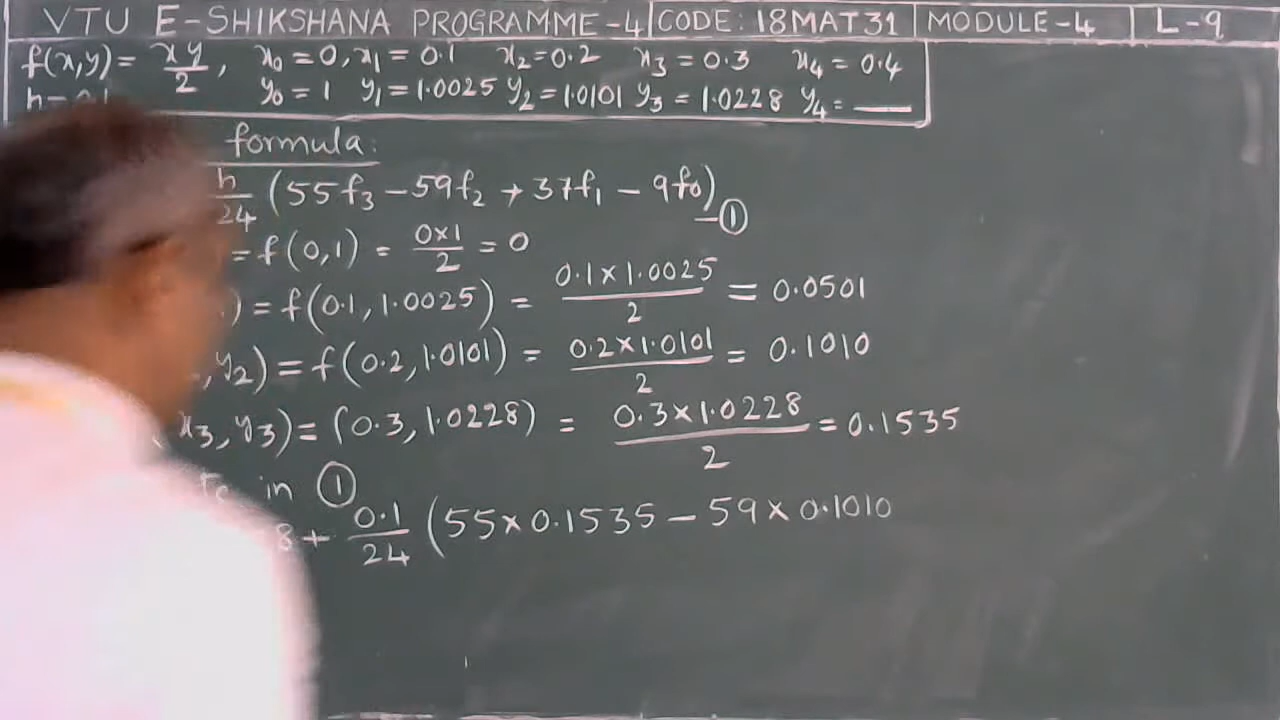 VTU E-SHIKSHANA PROGRAMME-4 CODE: 18MAT31 MODULE-4 L-9
f(x,y) = xy/2, x₀ = 0, x₁ = 0.1 x₂=0.2 x₃ = 0.3 x₄ = 0.4
h = 0.1 y₀ = 1 y₁ = 1.0025 y₂ = 1.0101 y₃ = 1.0228 y₄ = ___
formula:
h/24 (55f₃ - 59f₂ + 37f₁ - 9f₀) -①
= f(0,1) = 0×1/2 = 0
) = f(0.1, 1.0025) = 0.1×1.0025/2 = 0.0501
, y₂) = f(0.2, 1.0101) = 0.2×1.0101/2 = 0.1010
x₃, y₃) = (0.3, 1.0228) = 0.3×1.0228/2 = 0.1535
in ①
8 + 0.1/24 (55×0.1535 - 59×0.1010